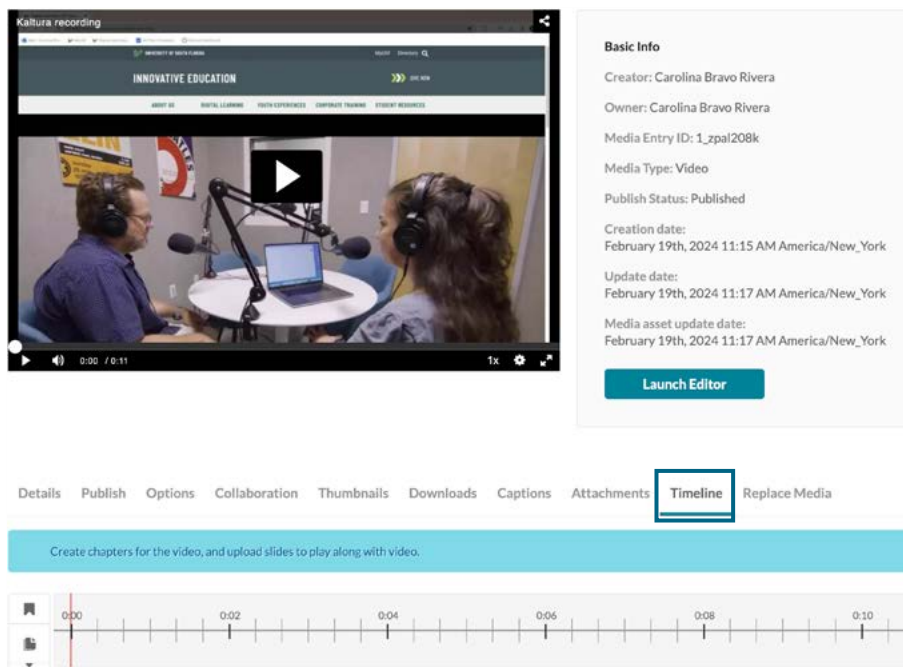 Kaltura recording
UNIVERSITY OF SOUTH FLORIDA
MyUSF Directory
INNOVATIVE EDUCATION
GIVE NOW
ABOUT US DIGITAL LEARNING YOUTH EXPERIENCES CORPORATE TRAINING STUDENT RESOURCES
0:00 / 0:11
1x
Basic Info
Creator: Carolina Bravo Rivera
Owner: Carolina Bravo Rivera
Media Entry ID: 1_zpal208k
Media Type: Video
Publish Status: Published
Creation date:
February 19th, 2024 11:15 AM America/New_York
Update date:
February 19th, 2024 11:17 AM America/New_York
Media asset update date:
February 19th, 2024 11:17 AM America/New_York
Launch Editor
Details Publish Options Collaboration Thumbnails Downloads Captions Attachments Timeline Replace Media
Create chapters for the video, and upload slides to play along with video.
0:00 0:02 0:04 0:06 0:08 0:10